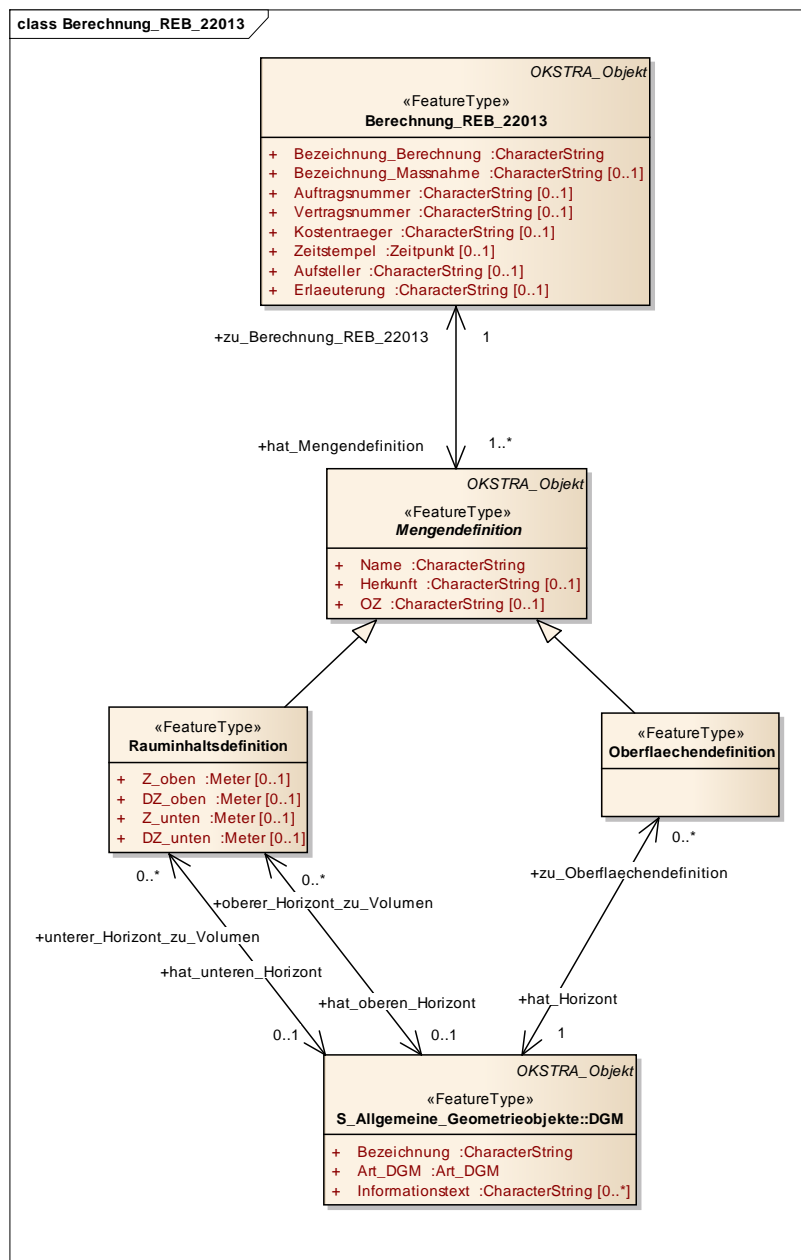 class Berechnung_REB_22013
OKSTRA_Objekt
«FeatureType»
Berechnung_REB_22013
+ Bezeichnung_Berechnung :CharacterString
+ Bezeichnung_Massnahme :CharacterString [0..1]
+ Auftragsnummer :CharacterString [0..1]
+ Vertragsnummer :CharacterString [0..1]
+ Kostentraeger :CharacterString [0..1]
+ Zeitstempel :Zeitpunkt [0..1]
+ Aufsteller :CharacterString [0..1]
+ Erlaeuterung :CharacterString [0..1]
+zu_Berechnung_REB_22013 1
+hat_Mengendefinition 1..*
OKSTRA_Objekt
«FeatureType»
Mengendefinition
+ Name :CharacterString
+ Herkunft :CharacterString [0..1]
+ OZ :CharacterString [0..1]
«FeatureType»
Rauminhaltsdefinition
+ Z_oben :Meter [0..1]
+ DZ_oben :Meter [0..1]
+ Z_unten :Meter [0..1]
+ DZ_unten :Meter [0..1]
«FeatureType»
Oberflaechendefinition
0..*
0..*
0..*
+zu_Oberflaechendefinition
+oberer_Horizont_zu_Volumen
+unterer_Horizont_zu_Volumen
+hat_unteren_Horizont
+hat_oberen_Horizont
+hat_Horizont
0..1
0..1
1
OKSTRA_Objekt
«FeatureType»
S_Allgemeine_Geometrieobjekte::DGM
+ Bezeichnung :CharacterString
+ Art_DGM :Art_DGM
+ Informationstext :CharacterString [0..*]